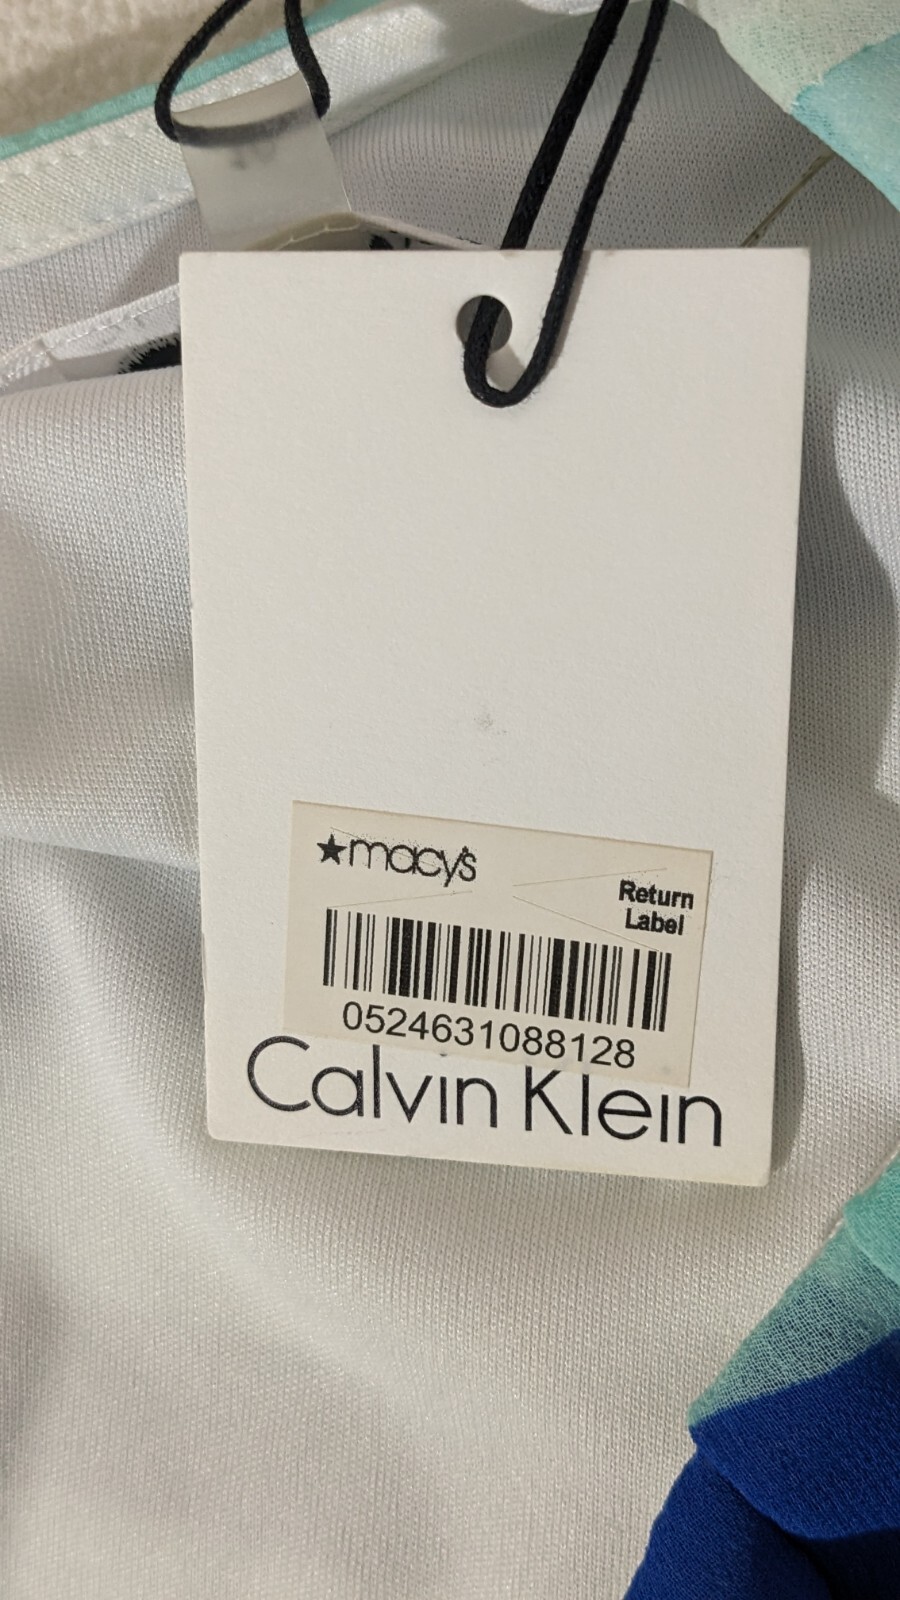 macy's
Return
Label
0524631088128
Calvin Klein